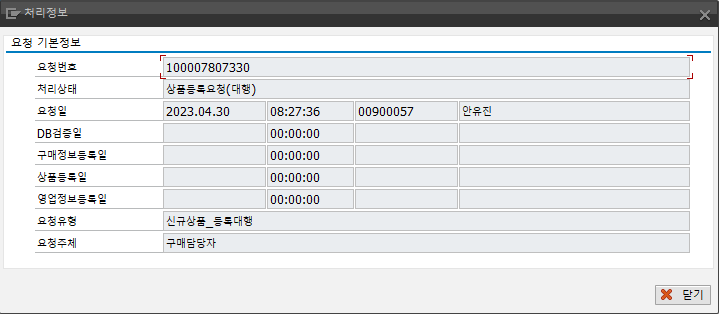 처리정보
요청 기본정보
요청번호 100007807330
처리상태 상품등록요청(대행)
요청일 2023.04.30 08:27:36 00900057 안유진
DB검증일 00:00:00
구매정보등록일 00:00:00
상품등록일 00:00:00
영업정보등록일 00:00:00
요청유형 신규상품_등록대행
요청주체 구매담당자
닫기